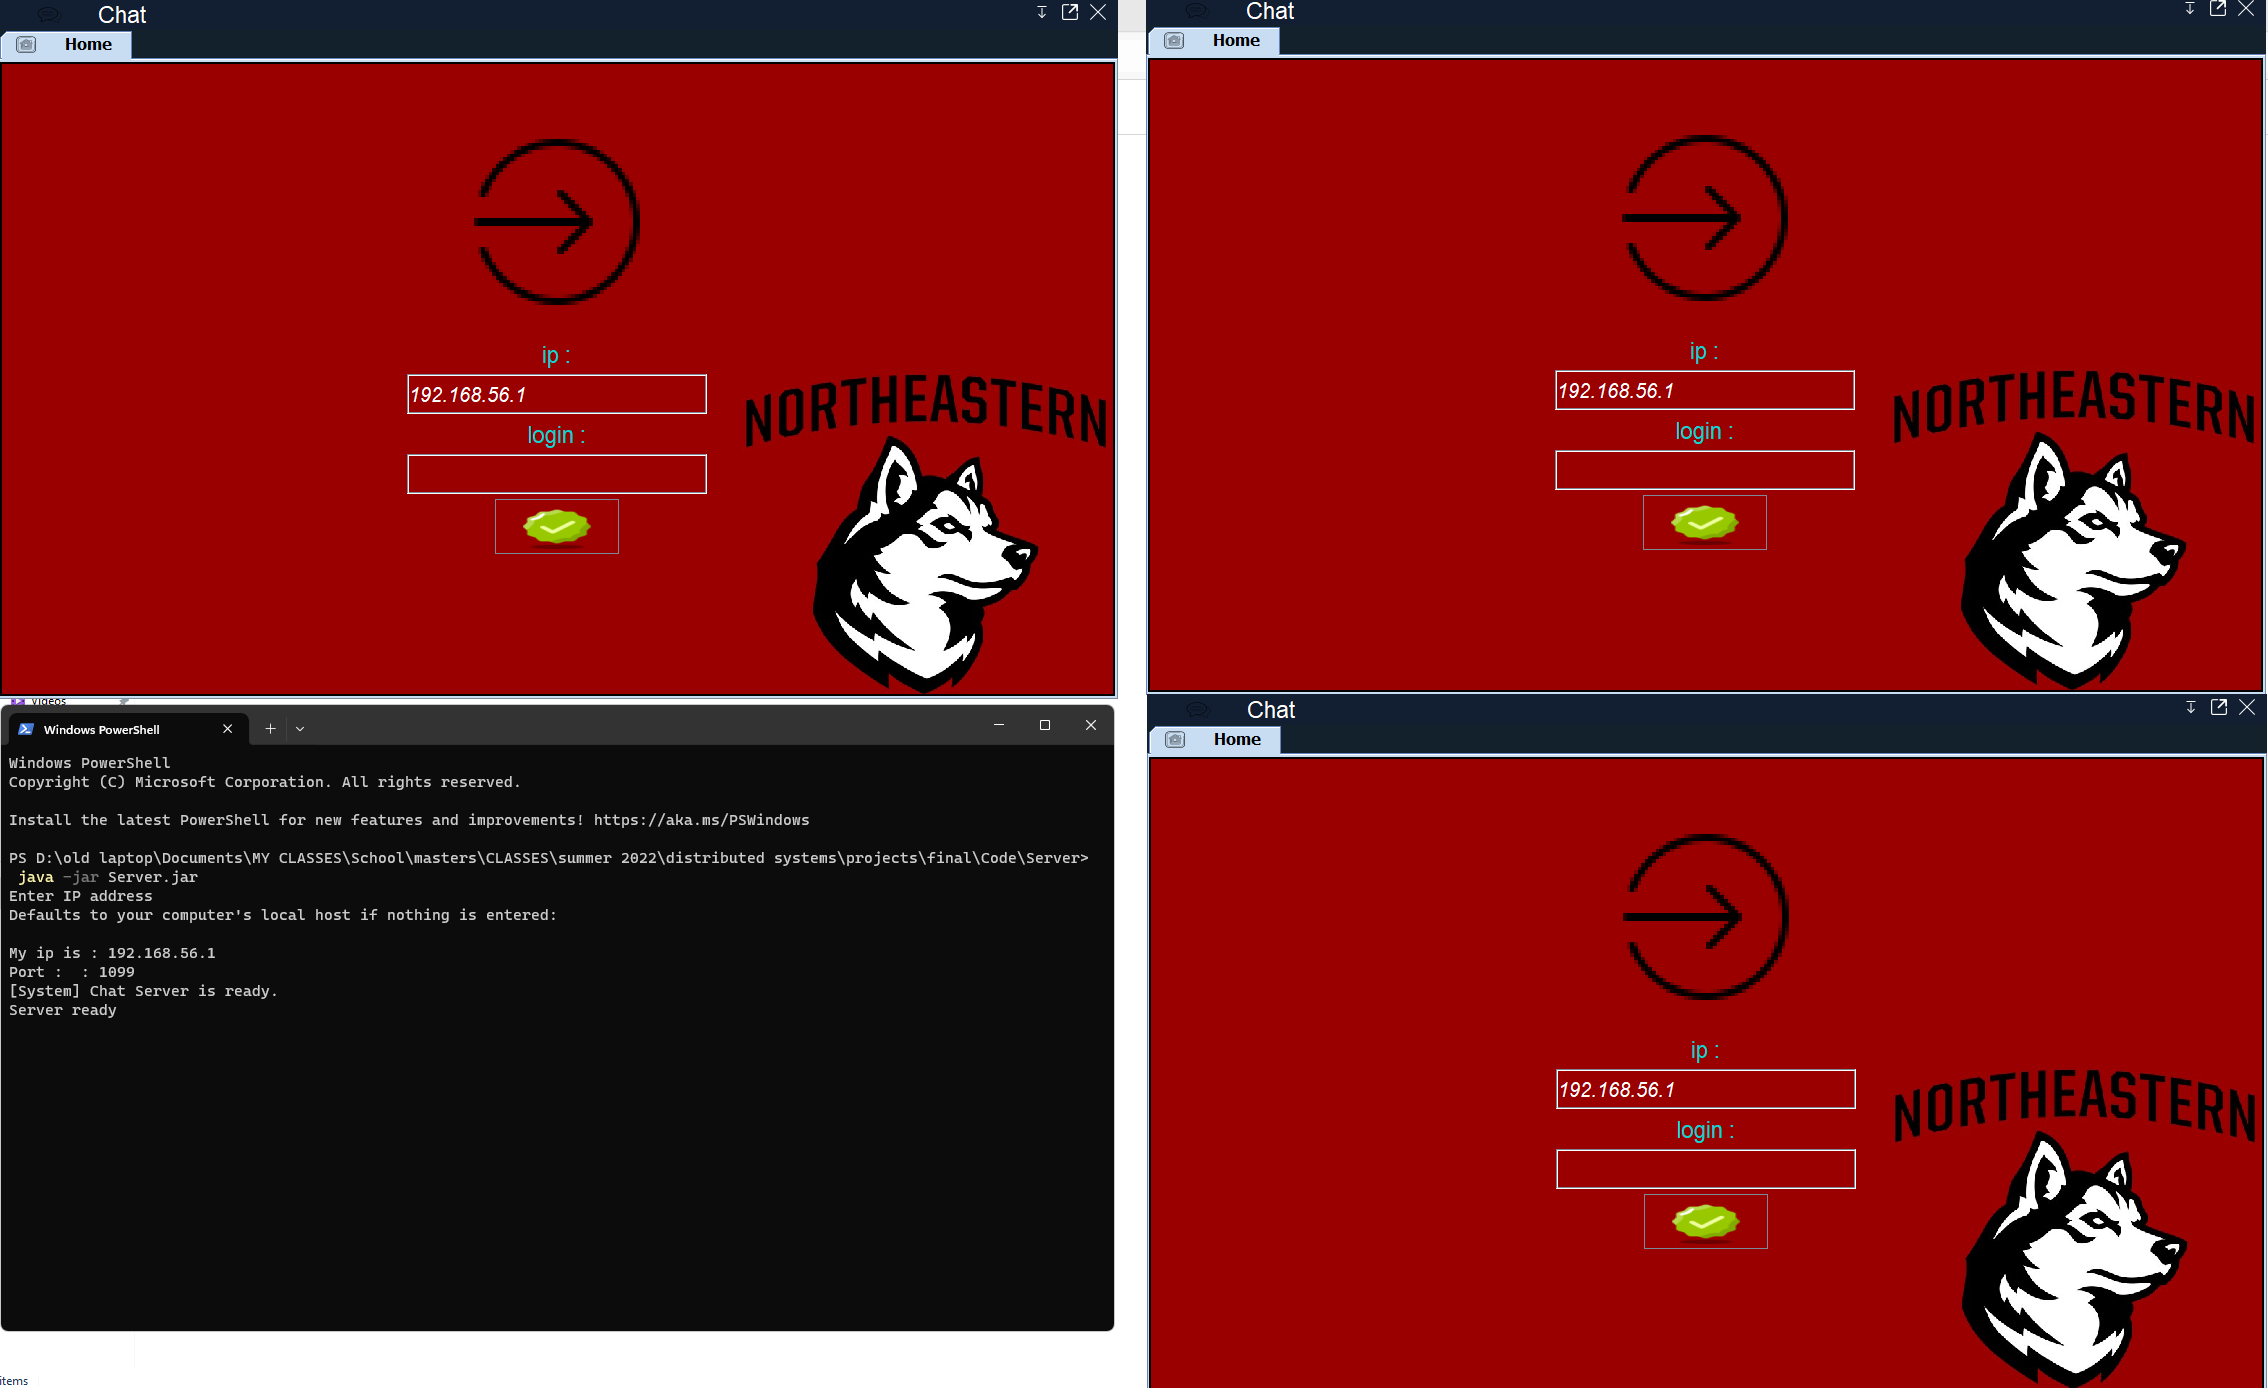 Chat
Home
ip :
192.168.56.1
login :
NORTHEASTERN
Chat
Home
ip :
192.168.56.1
login :
NORTHEASTERN
Videos
Windows PowerShell
Windows PowerShell
Copyright (C) Microsoft Corporation. All rights reserved.
Install the latest PowerShell for new features and improvements! https://aka.ms/PSWindows
PS D:\old laptop\Documents\MY CLASSES\School\masters\CLASSES\summer 2022\distributed systems\projects\final\Code\Server>
java -jar Server.jar
Enter IP address
Defaults to your computer's local host if nothing is entered:
My ip is : 192.168.56.1
Port :  : 1099
[System] Chat Server is ready.
Server ready
items
Chat
Home
ip :
192.168.56.1
login :
NORTHEASTERN